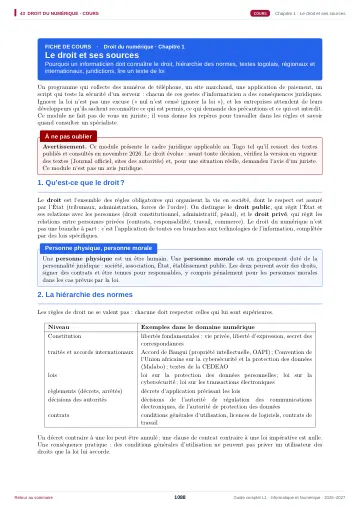 A3 DROIT DU NUMÉRIQUE · COURS
COURS Chapitre 1 · Le droit et ses sources
FICHE DE COURS · Droit du numérique · Chapitre 1
Le droit et ses sources
Pourquoi un informaticien doit connaître le droit, hiérarchie des normes, textes togolais, régionaux et
internationaux, juridictions, lire un texte de loi
Un programme qui collecte des numéros de téléphone, un site marchand, une application de paiement, un
script qui teste la sécurité d'un serveur : chacun de ces gestes d'informaticien a des conséquences juridiques.
Ignorer la loi n'est pas une excuse (« nul n'est censé ignorer la loi »), et les entreprises attendent de leurs
développeurs qu'ils sachent reconnaître ce qui est permis, ce qui demande des précautions et ce qui est interdit.
Ce module ne fait pas de vous un juriste ; il vous donne les repères pour travailler dans les règles et savoir
quand consulter un spécialiste.
À ne pas oublier
Avertissement. Ce module présente le cadre juridique applicable au Togo tel qu'il ressort des textes
publiés et consultés en novembre 2026. Le droit évolue : avant toute décision, vérifiez la version en vigueur
des textes (Journal officiel, sites des autorités) et, pour une situation réelle, demandez l'avis d'un juriste.
Ce module n'est pas un avis juridique.
1. Qu'est-ce que le droit ?
Le droit est l'ensemble des règles obligatoires qui organisent la vie en société, dont le respect est assuré
par l'État (tribunaux, administration, forces de l'ordre). On distingue le droit public, qui régit l'État et
ses relations avec les personnes (droit constitutionnel, administratif, pénal), et le droit privé, qui régit les
relations entre personnes privées (contrats, responsabilité, travail, commerce). Le droit du numérique n'est
pas une branche à part : c'est l'application de toutes ces branches aux technologies de l'information, complétée
par des lois spécifiques.
Personne physique, personne morale
Une personne physique est un être humain. Une personne morale est un groupement doté de la
personnalité juridique : société, association, État, établissement public. Les deux peuvent avoir des droits,
signer des contrats et être tenues pour responsables, y compris pénalement pour les personnes morales
dans les cas prévus par la loi.
2. La hiérarchie des normes
Les règles de droit ne se valent pas : chacune doit respecter celles qui lui sont supérieures.
Niveau Exemples dans le domaine numérique
Constitution libertés fondamentales : vie privée, liberté d'expression, secret des
correspondances
traités et accords internationaux Accord de Bangui (propriété intellectuelle, OAPI) ; Convention de
l'Union africaine sur la cybersécurité et la protection des données
(Malabo) ; textes de la CEDEAO
lois loi sur la protection des données personnelles ; loi sur la
cybersécurité ; loi sur les transactions électroniques
règlements (décrets, arrêtés) décrets d'application précisant les lois
décisions des autorités décisions de l'autorité de régulation des communications
électroniques, de l'autorité de protection des données
contrats conditions générales d'utilisation, licences de logiciels, contrats de
travail
Un décret contraire à une loi peut être annulé ; une clause de contrat contraire à une loi impérative est nulle.
Une conséquence pratique : des conditions générales d'utilisation ne peuvent pas priver un utilisateur des
droits que la loi lui accorde.
Retour au sommaire
1088
Guide complet L1 · Informatique et Numérique · 2026–2027